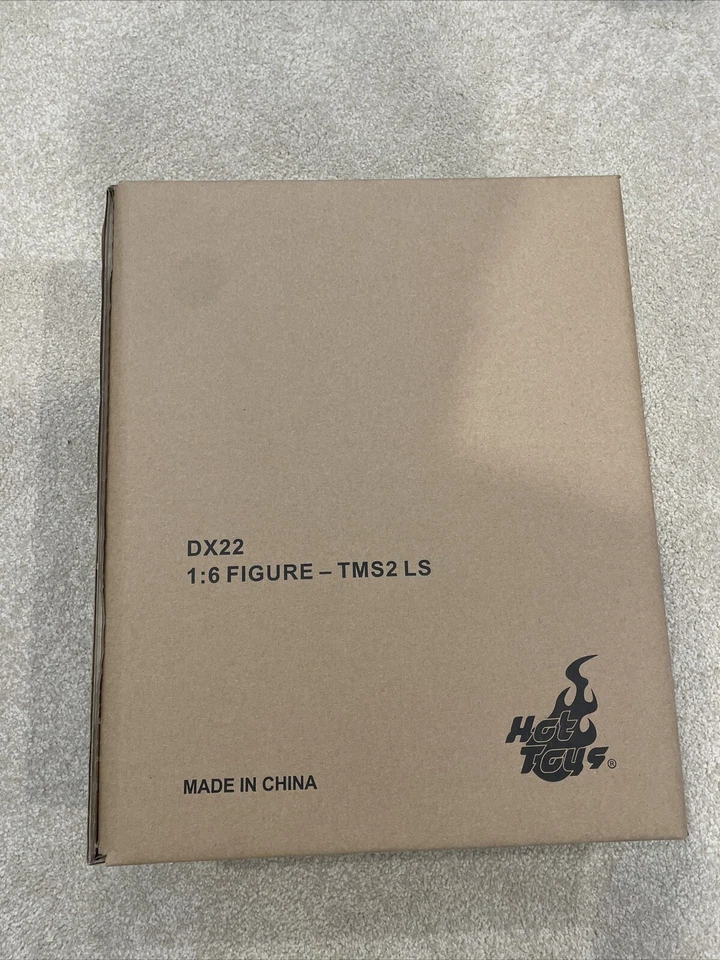 DX22
1:6 FIGURE – TMS2 LS
Hot
Toys®
MADE IN CHINA